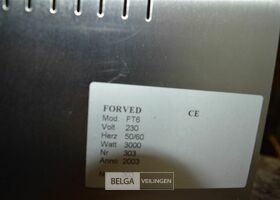 FORVED CE
Mod. FT6
Volt 230
Herz 50/60
Watt 3000
Nr 303
Anno 2003
N
BELGA VEILINGEN